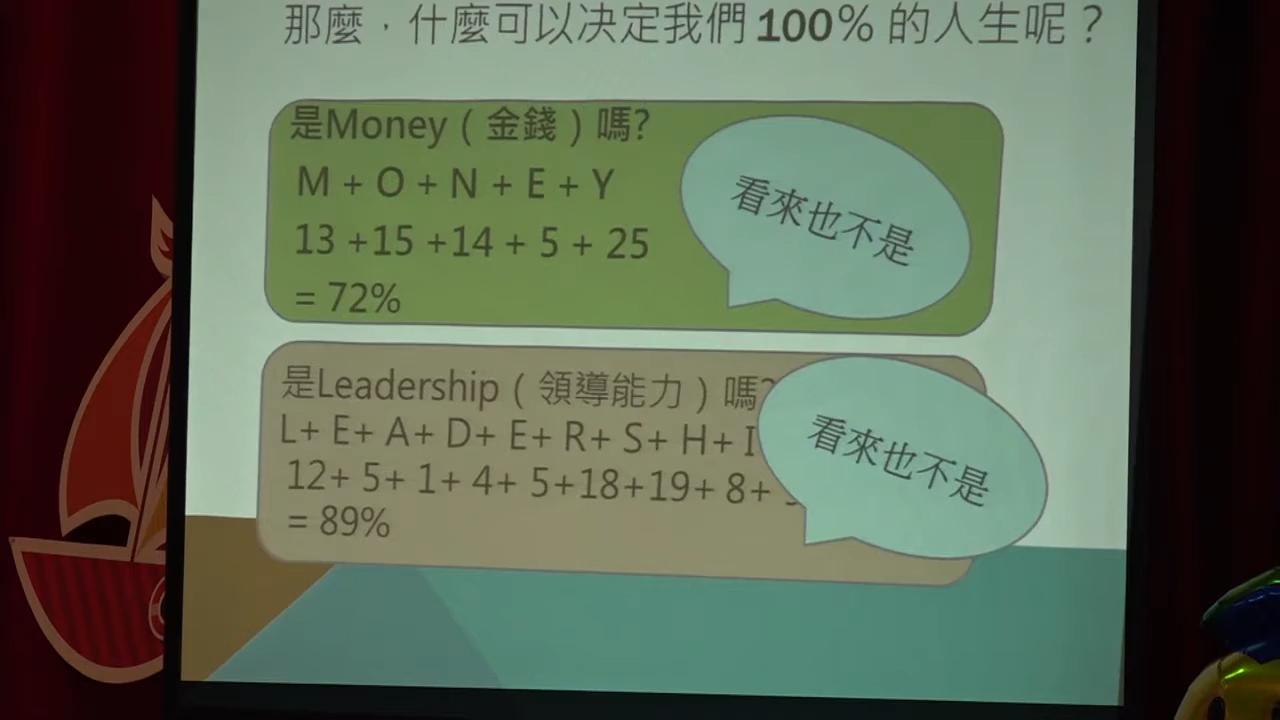 那麼，什麼可以決定我們 100% 的人生呢？
是Money（金錢）嗎?
M + O + N + E + Y
13 +15 +14 + 5 + 25
= 72%
看來也不是
是Leadership（領導能力）嗎?
L+ E+ A+ D+ E+ R+ S+ H+ I
12+ 5+ 1+ 4+ 5+18+19+ 8+
= 89%
看來也不是